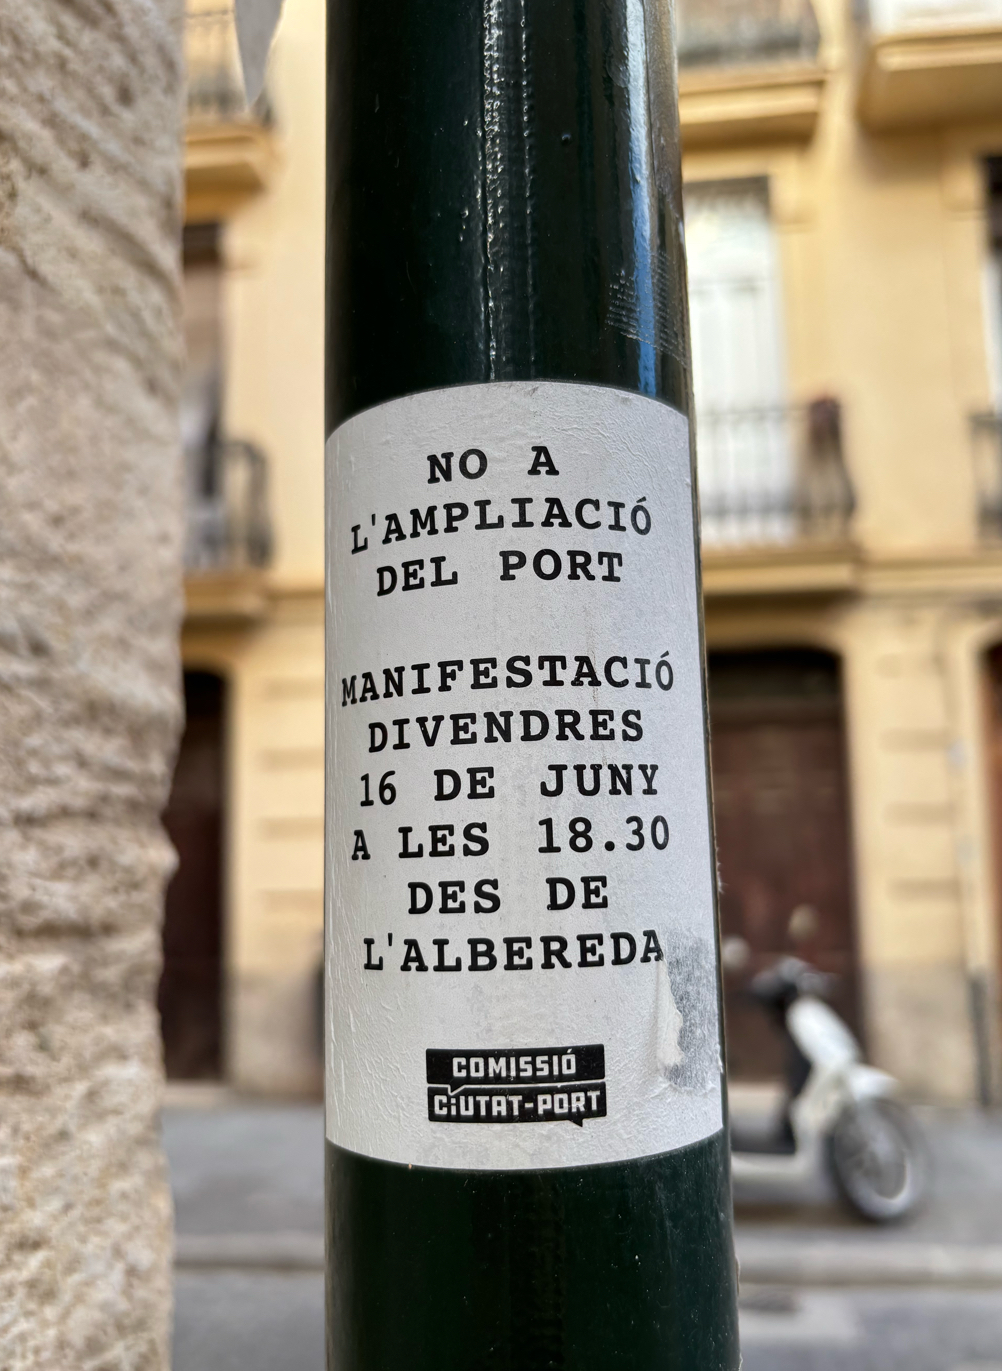 NO A
L'AMPLIACIÓ
DEL PORT
MANIFESTACIÓ
DIVENDRES
16 DE JUNY
A LES 18.30
DES DE
L'ALBEREDA
COMISSIÓ
CiUTAT-PORT